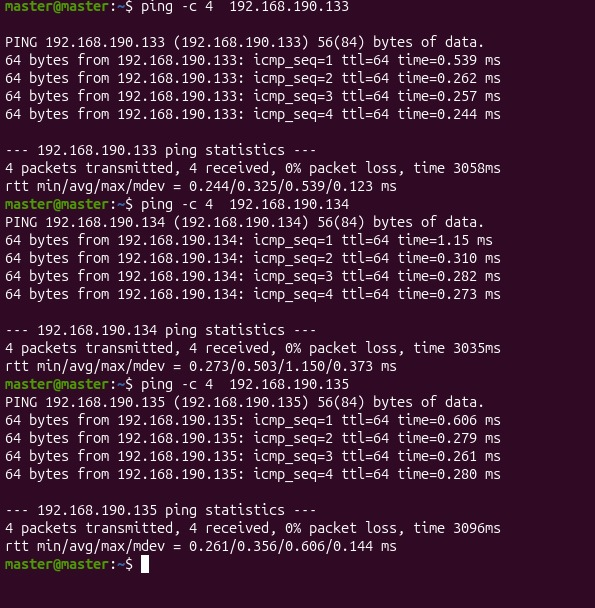 master@master:~$ ping -c 4  192.168.190.133
PING 192.168.190.133 (192.168.190.133) 56(84) bytes of data.
64 bytes from 192.168.190.133: icmp_seq=1 ttl=64 time=0.539 ms
64 bytes from 192.168.190.133: icmp_seq=2 ttl=64 time=0.262 ms
64 bytes from 192.168.190.133: icmp_seq=3 ttl=64 time=0.257 ms
64 bytes from 192.168.190.133: icmp_seq=4 ttl=64 time=0.244 ms
--- 192.168.190.133 ping statistics ---
4 packets transmitted, 4 received, 0% packet loss, time 3058ms
rtt min/avg/max/mdev = 0.244/0.325/0.539/0.123 ms
master@master:~$ ping -c 4  192.168.190.134
PING 192.168.190.134 (192.168.190.134) 56(84) bytes of data.
64 bytes from 192.168.190.134: icmp_seq=1 ttl=64 time=1.15 ms
64 bytes from 192.168.190.134: icmp_seq=2 ttl=64 time=0.310 ms
64 bytes from 192.168.190.134: icmp_seq=3 ttl=64 time=0.282 ms
64 bytes from 192.168.190.134: icmp_seq=4 ttl=64 time=0.273 ms
--- 192.168.190.134 ping statistics ---
4 packets transmitted, 4 received, 0% packet loss, time 3035ms
rtt min/avg/max/mdev = 0.273/0.503/1.150/0.373 ms
master@master:~$ ping -c 4  192.168.190.135
PING 192.168.190.135 (192.168.190.135) 56(84) bytes of data.
64 bytes from 192.168.190.135: icmp_seq=1 ttl=64 time=0.606 ms
64 bytes from 192.168.190.135: icmp_seq=2 ttl=64 time=0.279 ms
64 bytes from 192.168.190.135: icmp_seq=3 ttl=64 time=0.261 ms
64 bytes from 192.168.190.135: icmp_seq=4 ttl=64 time=0.280 ms
--- 192.168.190.135 ping statistics ---
4 packets transmitted, 4 received, 0% packet loss, time 3096ms
rtt min/avg/max/mdev = 0.261/0.356/0.606/0.144 ms
master@master:~$